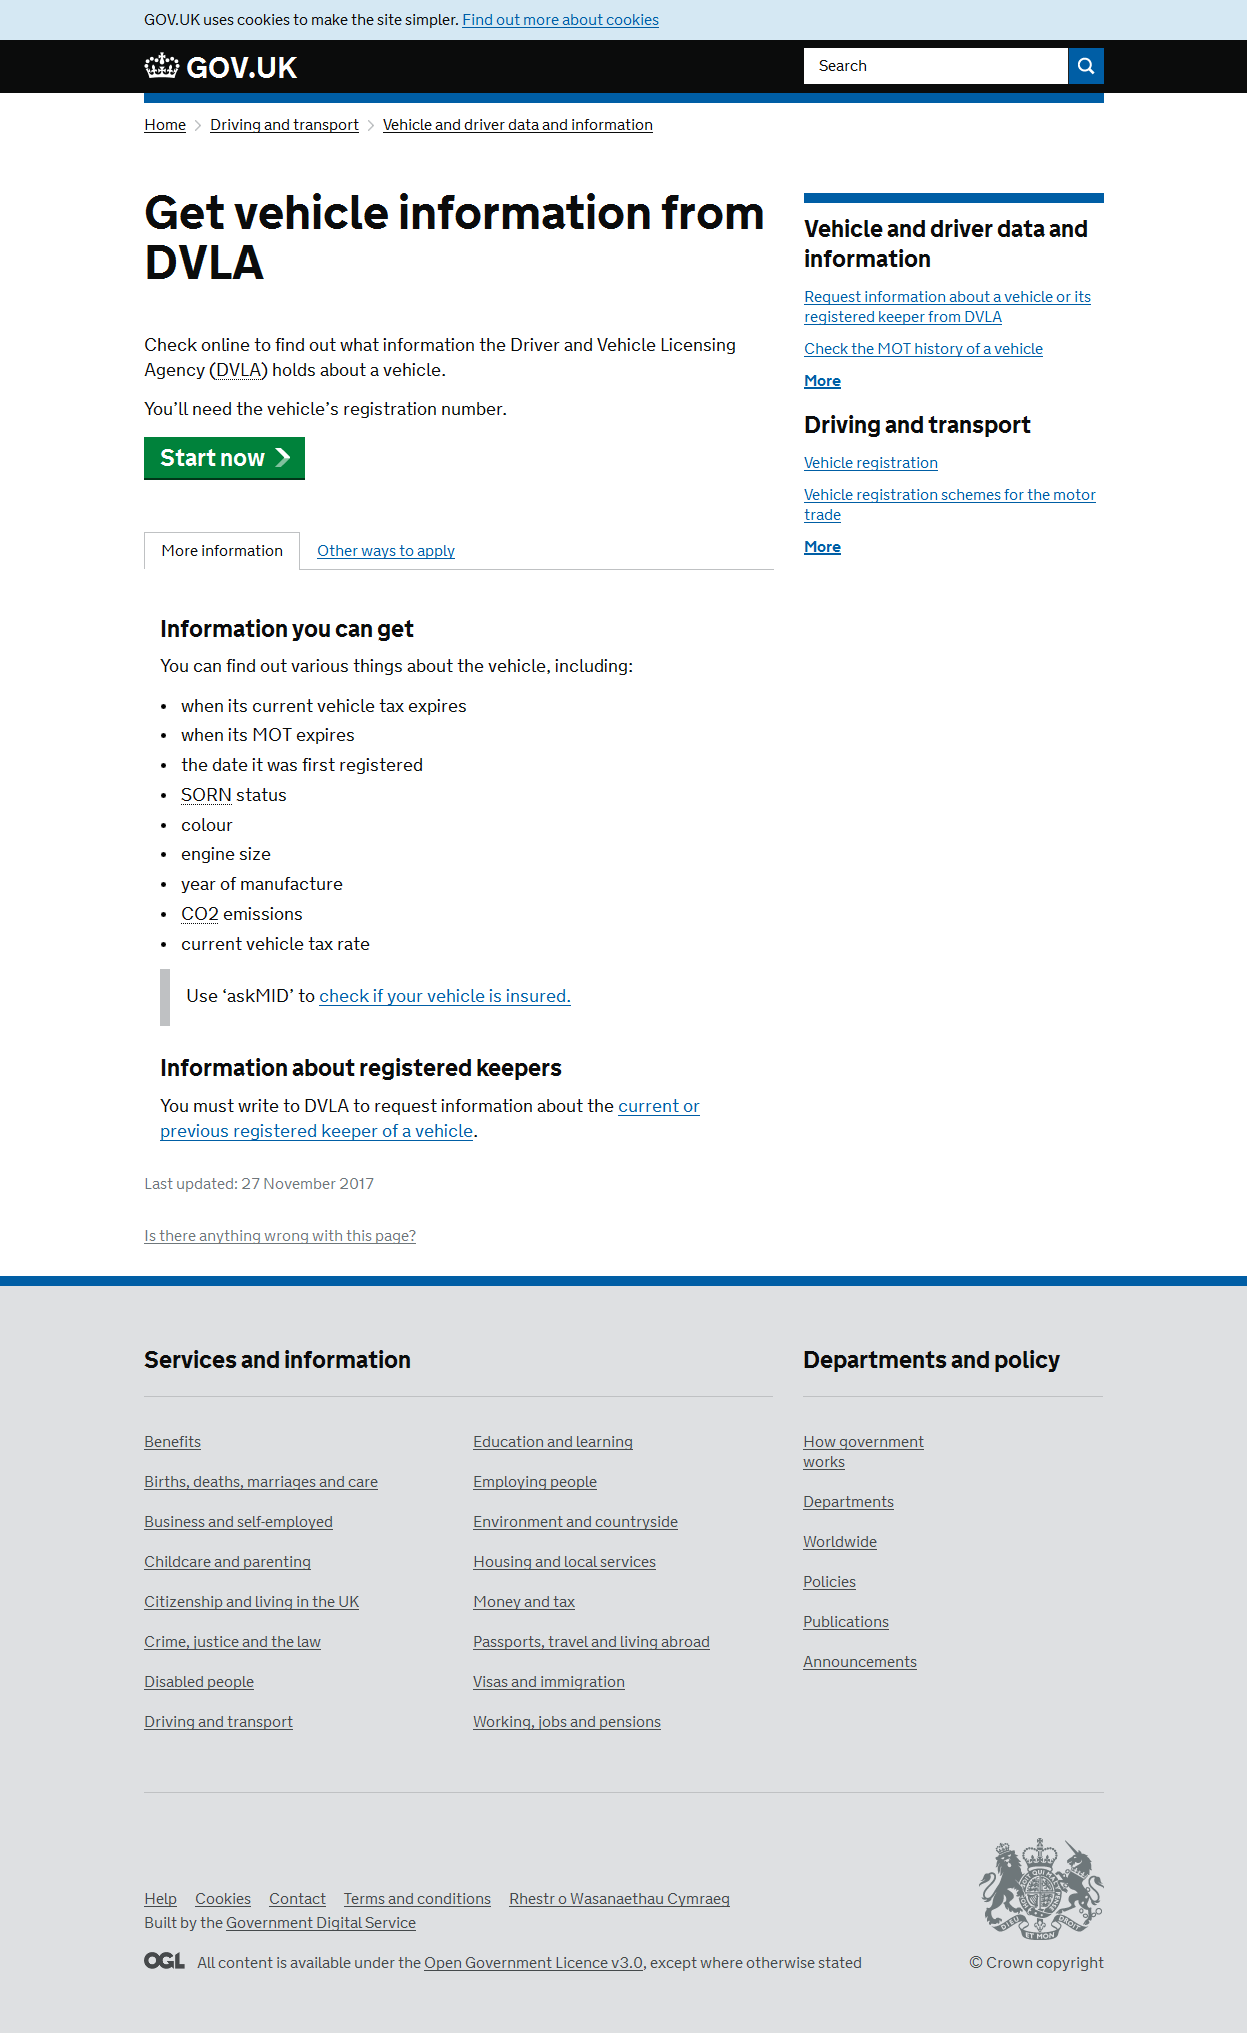 GOV.UK uses cookies to make the site simpler. Find out more about cookies
GOV.UK
Search
Home
Driving and transport
Vehicle and driver data and information
Get vehicle information from
DVLA
Check online to find out what information the Driver and Vehicle Licensing
Agency (DVLA) holds about a vehicle.
You’ll need the vehicle’s registration number.
Start now
More information
Other ways to apply
Information you can get
You can find out various things about the vehicle, including:
• when its current vehicle tax expires
• when its MOT expires
• the date it was first registered
• SORN status
• colour
• engine size
• year of manufacture
• CO2 emissions
• current vehicle tax rate
Use ‘askMID’ to check if your vehicle is insured.
Information about registered keepers
You must write to DVLA to request information about the current or
previous registered keeper of a vehicle.
Last updated: 27 November 2017
Is there anything wrong with this page?
Vehicle and driver data and
information
Request information about a vehicle or its
registered keeper from DVLA
Check the MOT history of a vehicle
More
Driving and transport
Vehicle registration
Vehicle registration schemes for the motor
trade
More
Services and information
Benefits
Births, deaths, marriages and care
Business and self-employed
Childcare and parenting
Citizenship and living in the UK
Crime, justice and the law
Disabled people
Driving and transport
Education and learning
Employing people
Environment and countryside
Housing and local services
Money and tax
Passports, travel and living abroad
Visas and immigration
Working, jobs and pensions
Departments and policy
How government
works
Departments
Worldwide
Policies
Publications
Announcements
Help
Cookies
Contact
Terms and conditions
Rhestr o Wasanaethau Cymraeg
Built by the Government Digital Service
OGL
All content is available under the Open Government Licence v3.0, except where otherwise stated
DIEU
ET MON
DROIT
© Crown copyright